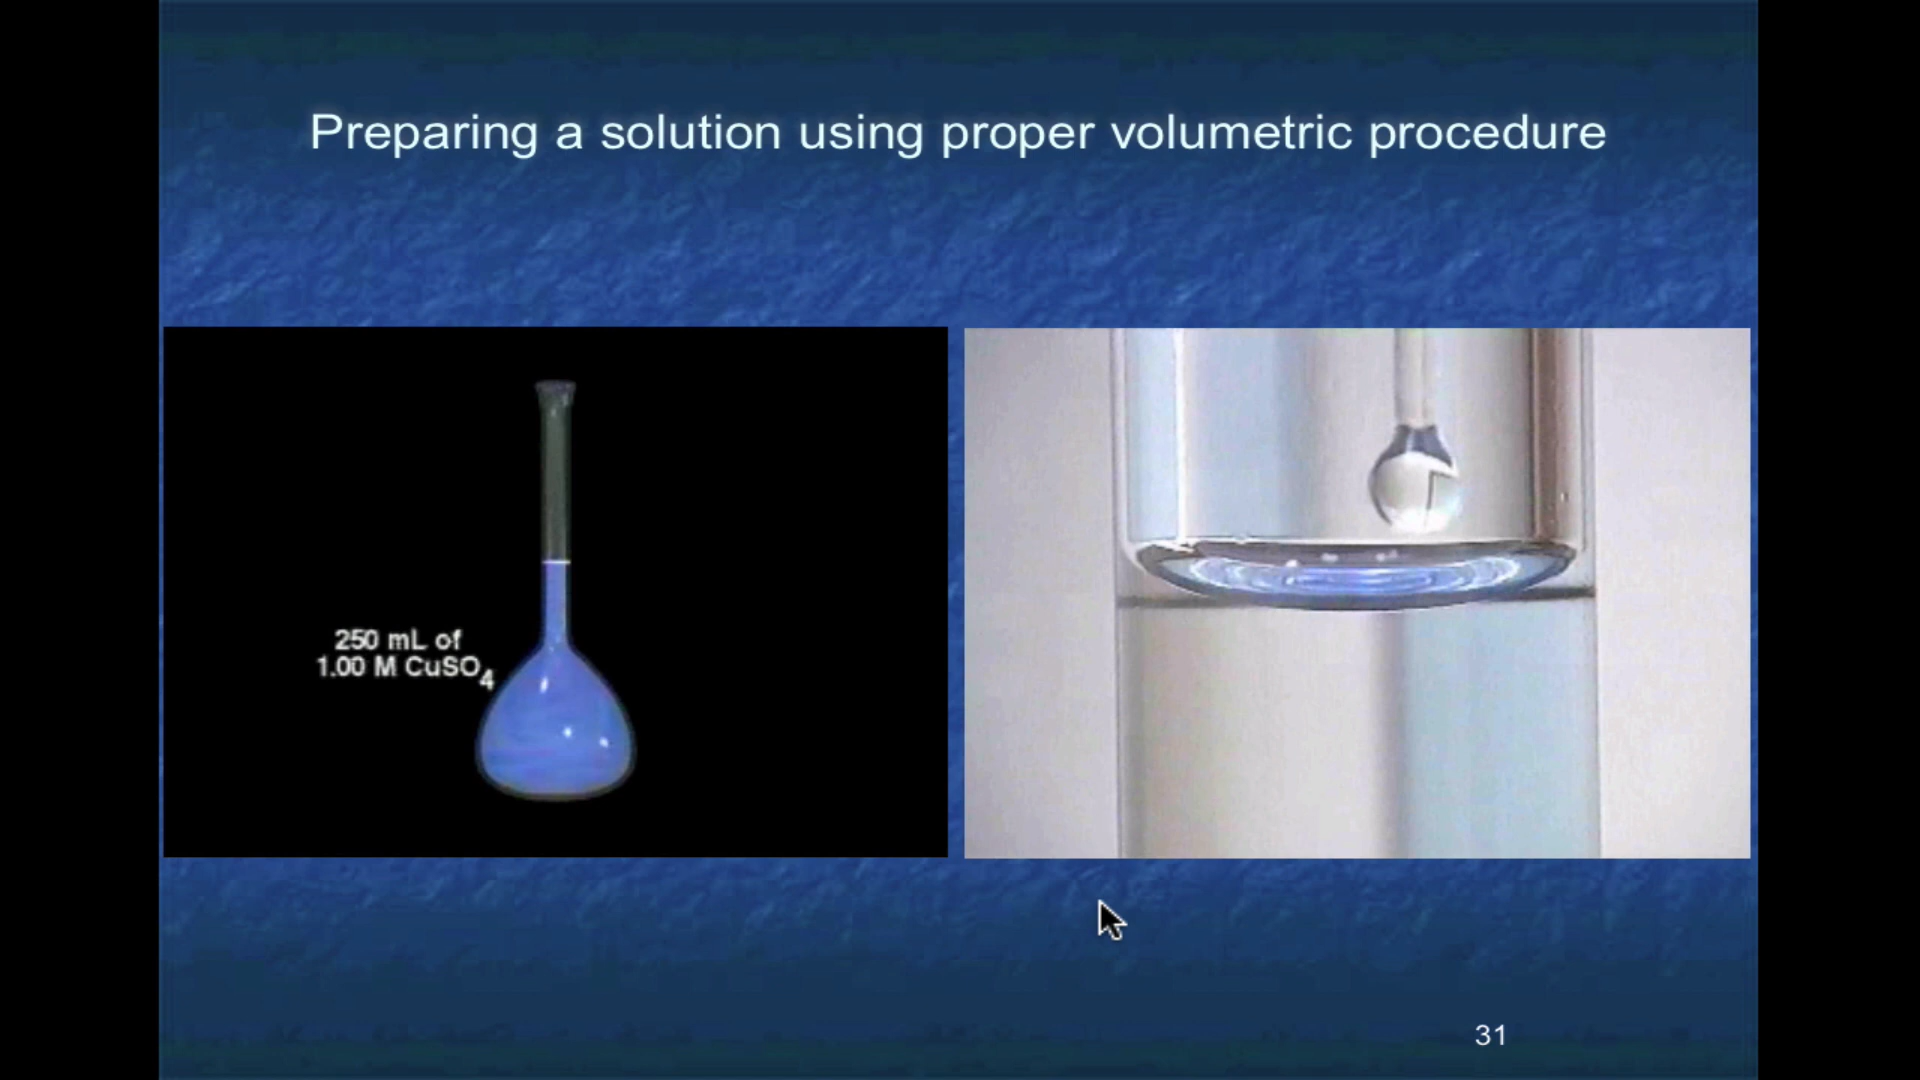 Preparing a solution using proper volumetric procedure
250 mL of
1.00 M CuSO4
31